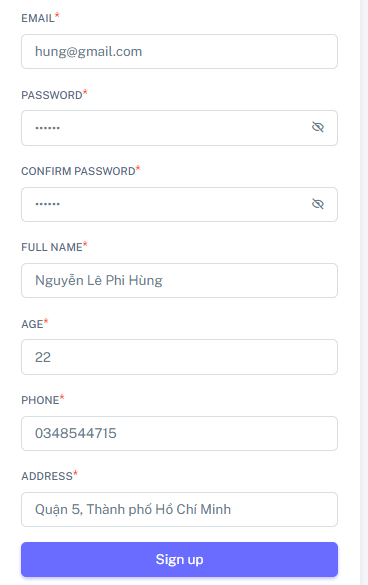 EMAIL*
hung@gmail.com
PASSWORD*
••••••
CONFIRM PASSWORD*
••••••
FULL NAME*
Nguyễn Lê Phi Hùng
AGE*
22
PHONE*
0348544715
ADDRESS*
Quận 5, Thành phố Hồ Chí Minh
Sign up